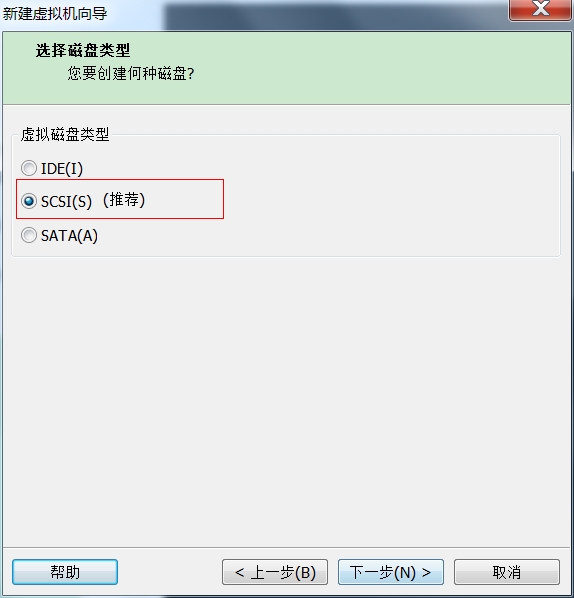 新建虚拟机向导
选择磁盘类型
您要创建何种磁盘?
虚拟磁盘类型
IDE(I)
SCSI(S) (推荐)
SATA(A)
帮助 < 上一步(B) 下一步(N) > 取消